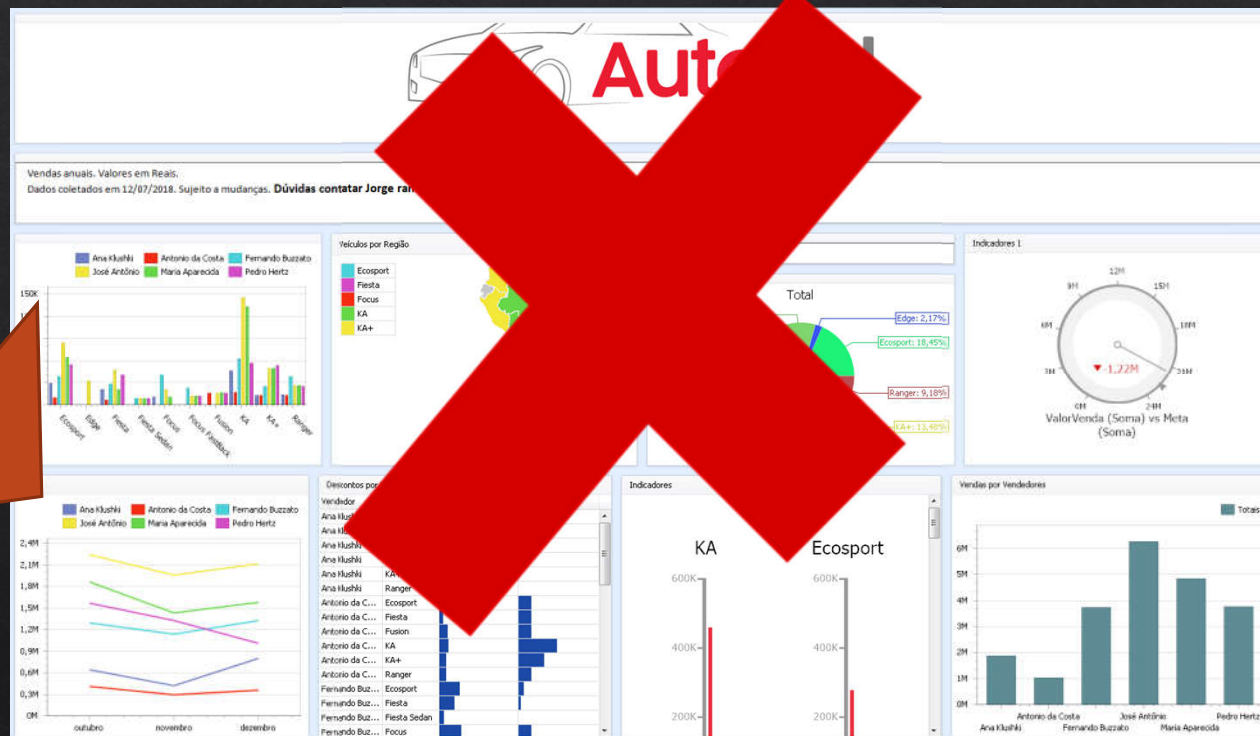 Vendas anuais. Valores em Reais.
Dados coletados em 12/07/2018. Sujeito a mudanças. Dúvidas contatar Jorge
Ana Klushki Antonio da Costa Fernando Buzzato
José Antônio Maria Aparecida Pedro Hertz
150K
Ecosport Edge Fiesta Fiesta Sedan Focus Focus Fastback Fusion KA KA+ Ranger
Veículos por Região
Ecosport
Fiesta
Focus
KA
KA+
Total
Edge: 2,17%
Ecosport: 18,45%
Ranger: 9,18%
KA+: 13,48%
Indicadores 1
12M
9M 15M
6M 18M
3M 21M
0M 24M
-1,22M
ValorVenda (Soma) vs Meta
(Soma)
Ana Klushki Antonio da Costa Fernando Buzzato
José Antônio Maria Aparecida Pedro Hertz
2,4M
2,1M
1,8M
1,5M
1,2M
0,9M
0,6M
0,3M
0M
outubro novembro dezembro
Descontos por
Vendedor
Ana Klushki
Ana Klushki
Ana Klushki
Ana Klushki Ranger
Antonio da C... Ecosport
Antonio da C... Fiesta
Antonio da C... Fusion
Antonio da C... KA
Antonio da C... KA+
Antonio da C... Ranger
Fernando Buz... Ecosport
Fernando Buz... Fiesta
Fernando Buz... Fiesta Sedan
Fernando Buz... Focus
Indicadores
KA Ecosport
600K 600K
400K 400K
200K 200K
Vendas por Vendedores
Totais
6M
5M
4M
3M
2M
1M
0M
Antonio da Costa José Antônio Pedro Hertz
Ana Klushki Fernando Buzzato Maria Aparecida